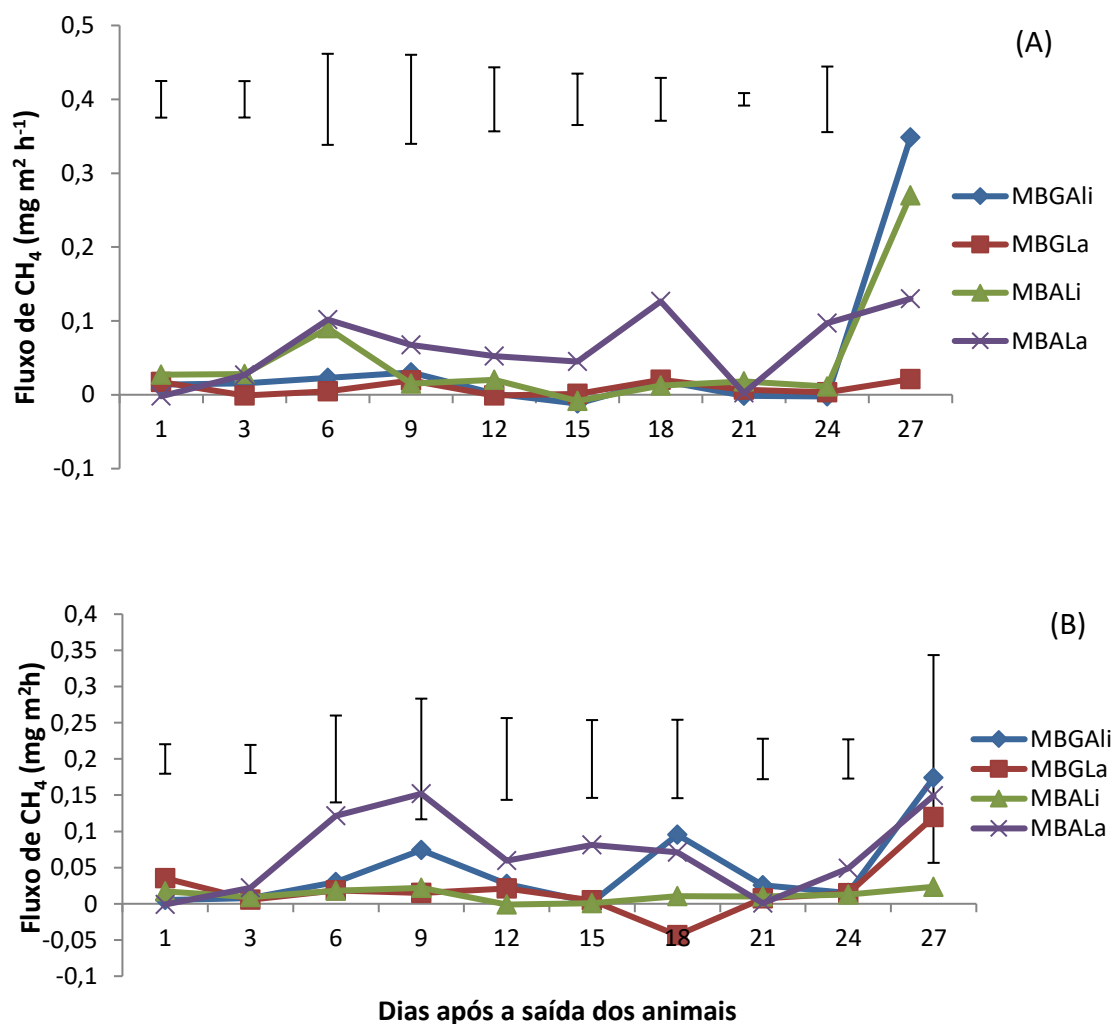 (A)
Fluxo de CH₄ (mg m² h⁻¹)
0,5
0,4
0,3
0,2
0,1
0
-0,1
1 3 6 9 12 15 18 21 24 27
MBGAli
MBGLa
MBALi
MBALa
(B)
Fluxo de CH₄ (mg m²h)
0,4
0,35
0,3
0,25
0,2
0,15
0,1
0,05
0
-0,05
-0,1
1 3 6 9 12 15 18 21 24 27
MBGAli
MBGLa
MBALi
MBALa
Dias após a saída dos animais